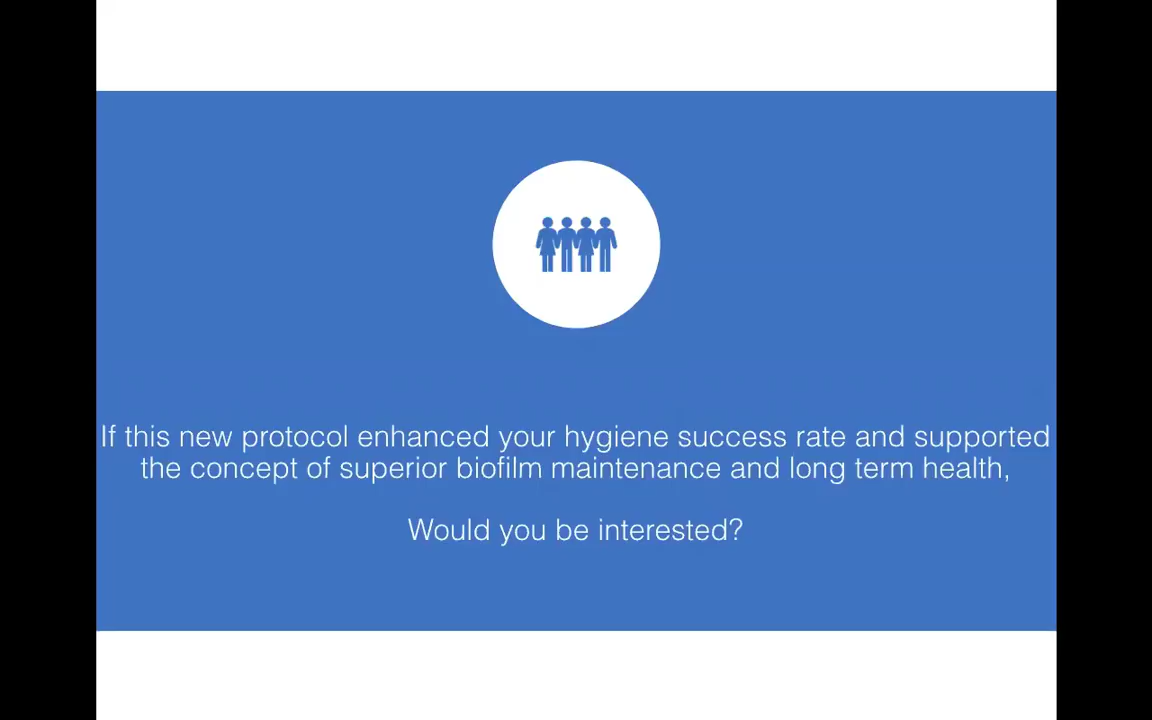 If this new protocol enhanced your hygiene success rate and supported
the concept of superior biofilm maintenance and long term health,
Would you be interested?